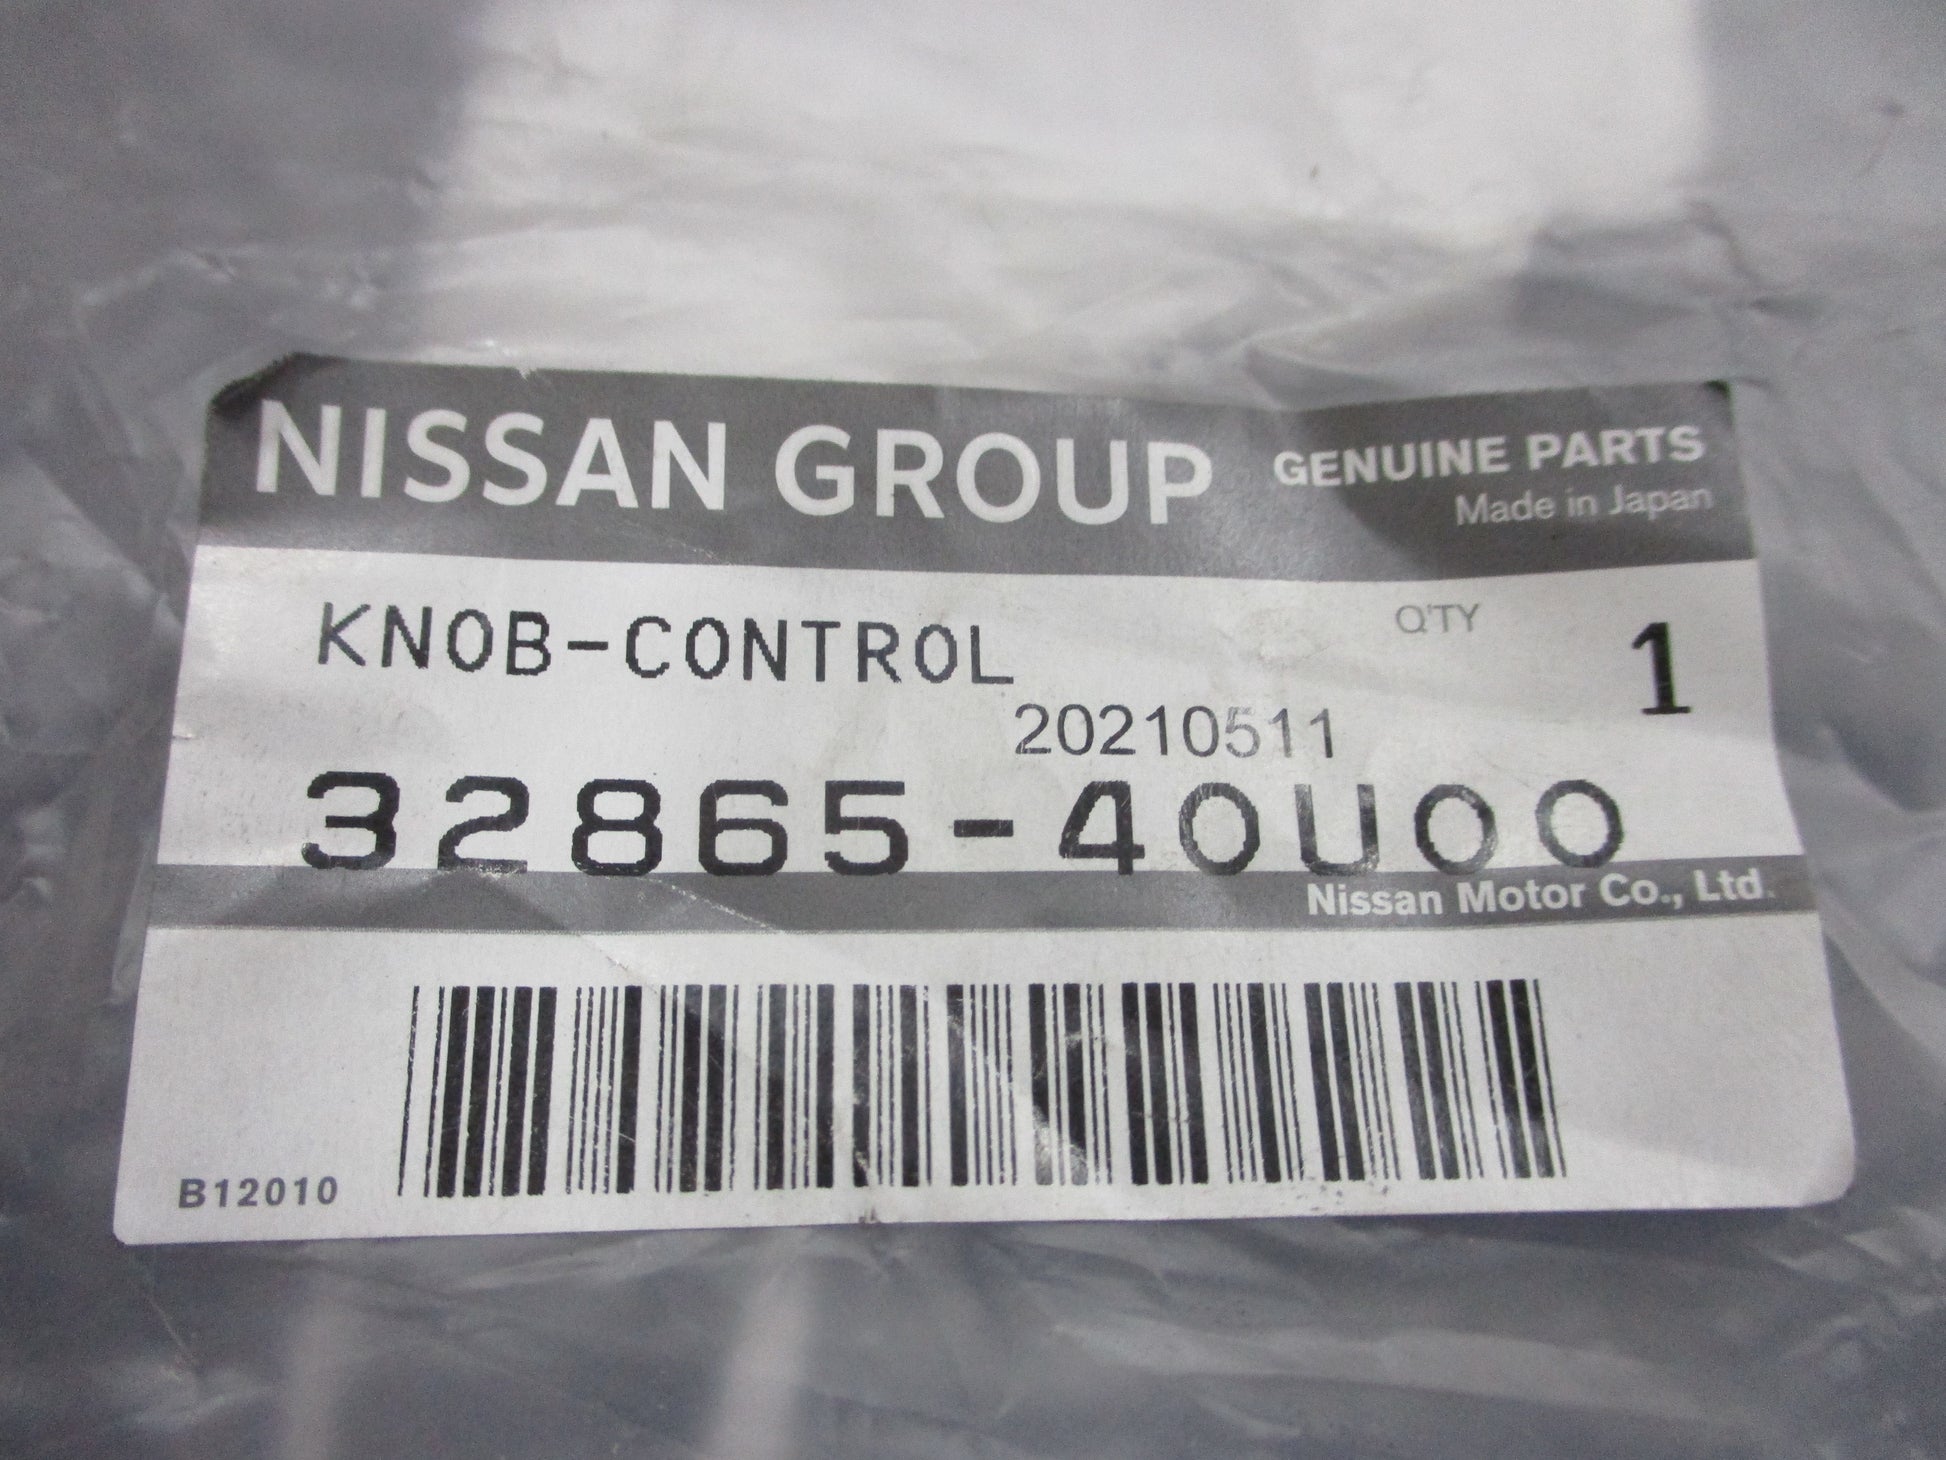 NISSAN GROUP GENUINE PARTS
Made in Japan
KNOB-CONTROL Q'TY 1
20210511
32865-40U00
Nissan Motor Co., Ltd.
B12010